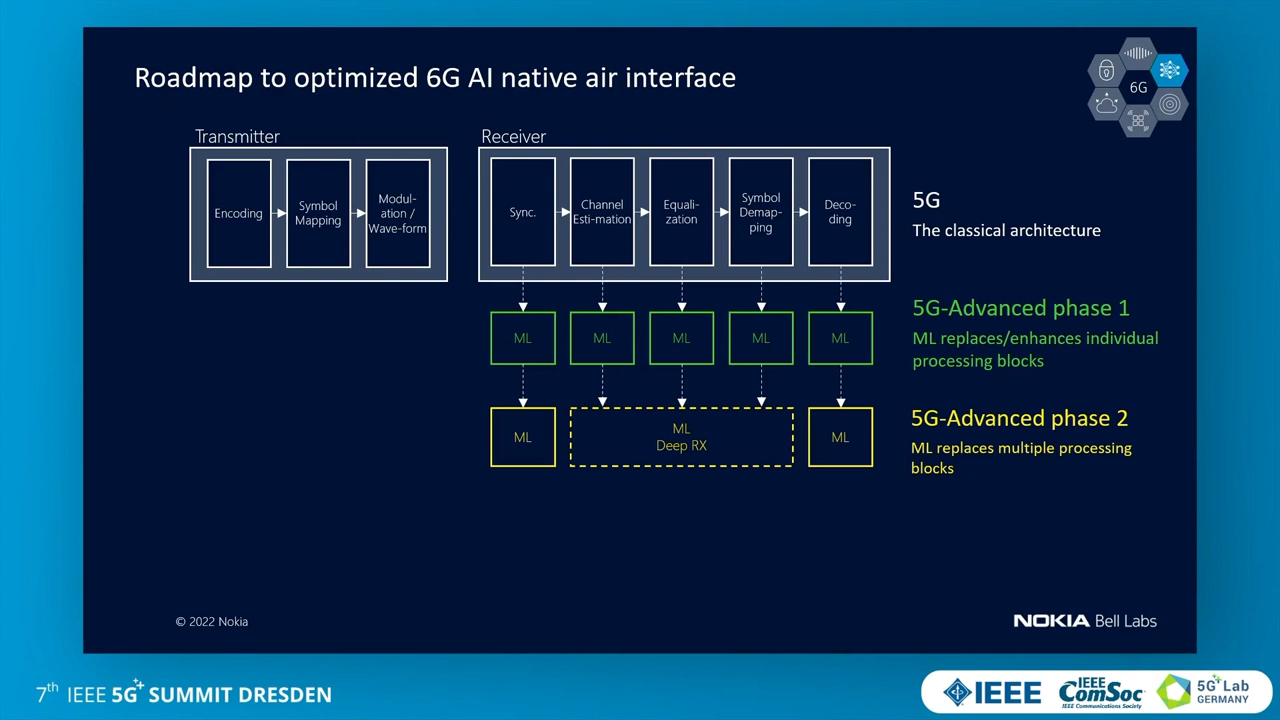 Roadmap to optimized 6G AI native air interface
6G
Transmitter
Encoding
Symbol
Mapping
Modul-
ation /
Wave-form
Receiver
Sync.
Channel
Esti-mation
Equali-
zation
Symbol
Demap-
ping
Deco-
ding
5G
The classical architecture
ML
ML
ML
ML
ML
5G-Advanced phase 1
ML replaces/enhances individual
processing blocks
ML
ML
Deep RX
ML
5G-Advanced phase 2
ML replaces multiple processing
blocks
© 2022 Nokia
NOKIA Bell Labs
7th IEEE 5G++ SUMMIT DRESDEN
IEEE
IEEE
ComSoc
IEEE Communications Society
5G++ Lab
GERMANY